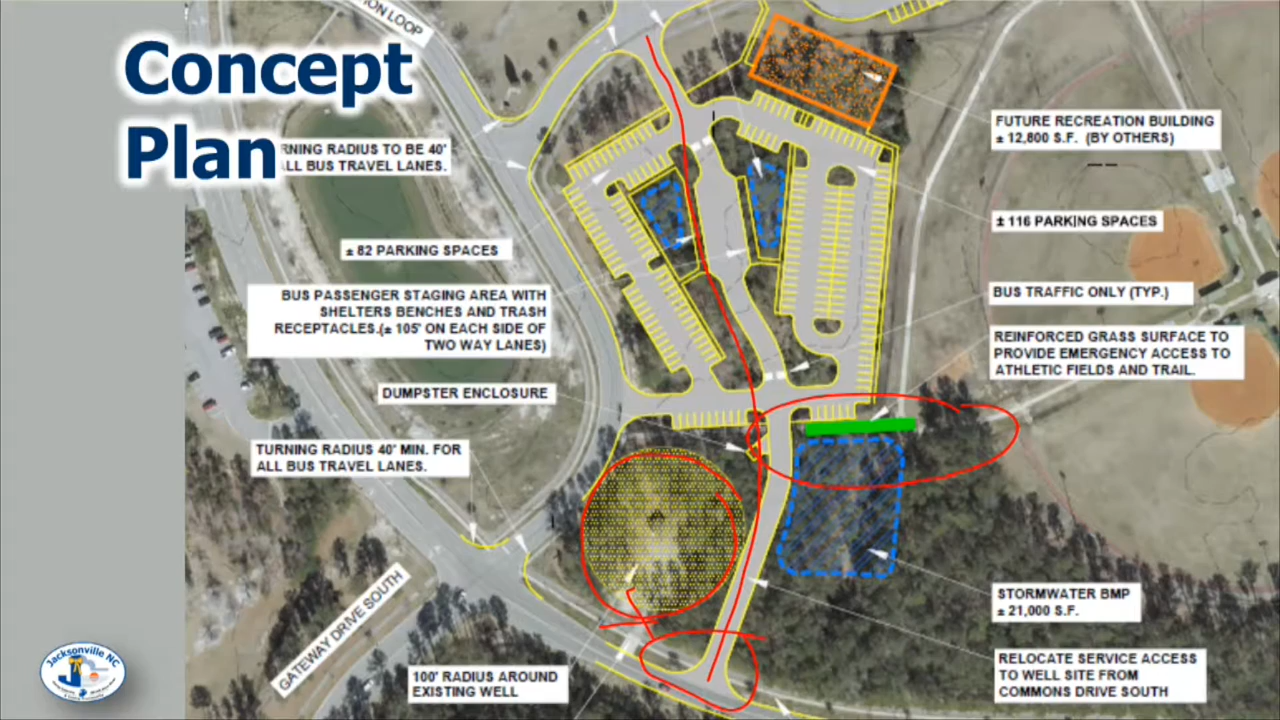 ION LOOP
Concept
Plan
RNING RADIUS TO BE 40'
ALL BUS TRAVEL LANES.
± 82 PARKING SPACES
BUS PASSENGER STAGING AREA WITH
SHELTERS BENCHES AND TRASH
RECEPTACLES.(± 105' ON EACH SIDE OF
TWO WAY LANES)
DUMPSTER ENCLOSURE
TURNING RADIUS 40' MIN. FOR
ALL BUS TRAVEL LANES.
GATEWAY DRIVE SOUTH
100' RADIUS AROUND
EXISTING WELL
FUTURE RECREATION BUILDING
± 12,800 S.F. (BY OTHERS)
± 116 PARKING SPACES
BUS TRAFFIC ONLY (TYP.)
REINFORCED GRASS SURFACE TO
PROVIDE EMERGENCY ACCESS TO
ATHLETIC FIELDS AND TRAIL.
STORMWATER BMP
± 21,000 S.F.
RELOCATE SERVICE ACCESS
TO WELL SITE FROM
COMMONS DRIVE SOUTH
Jacksonville NC